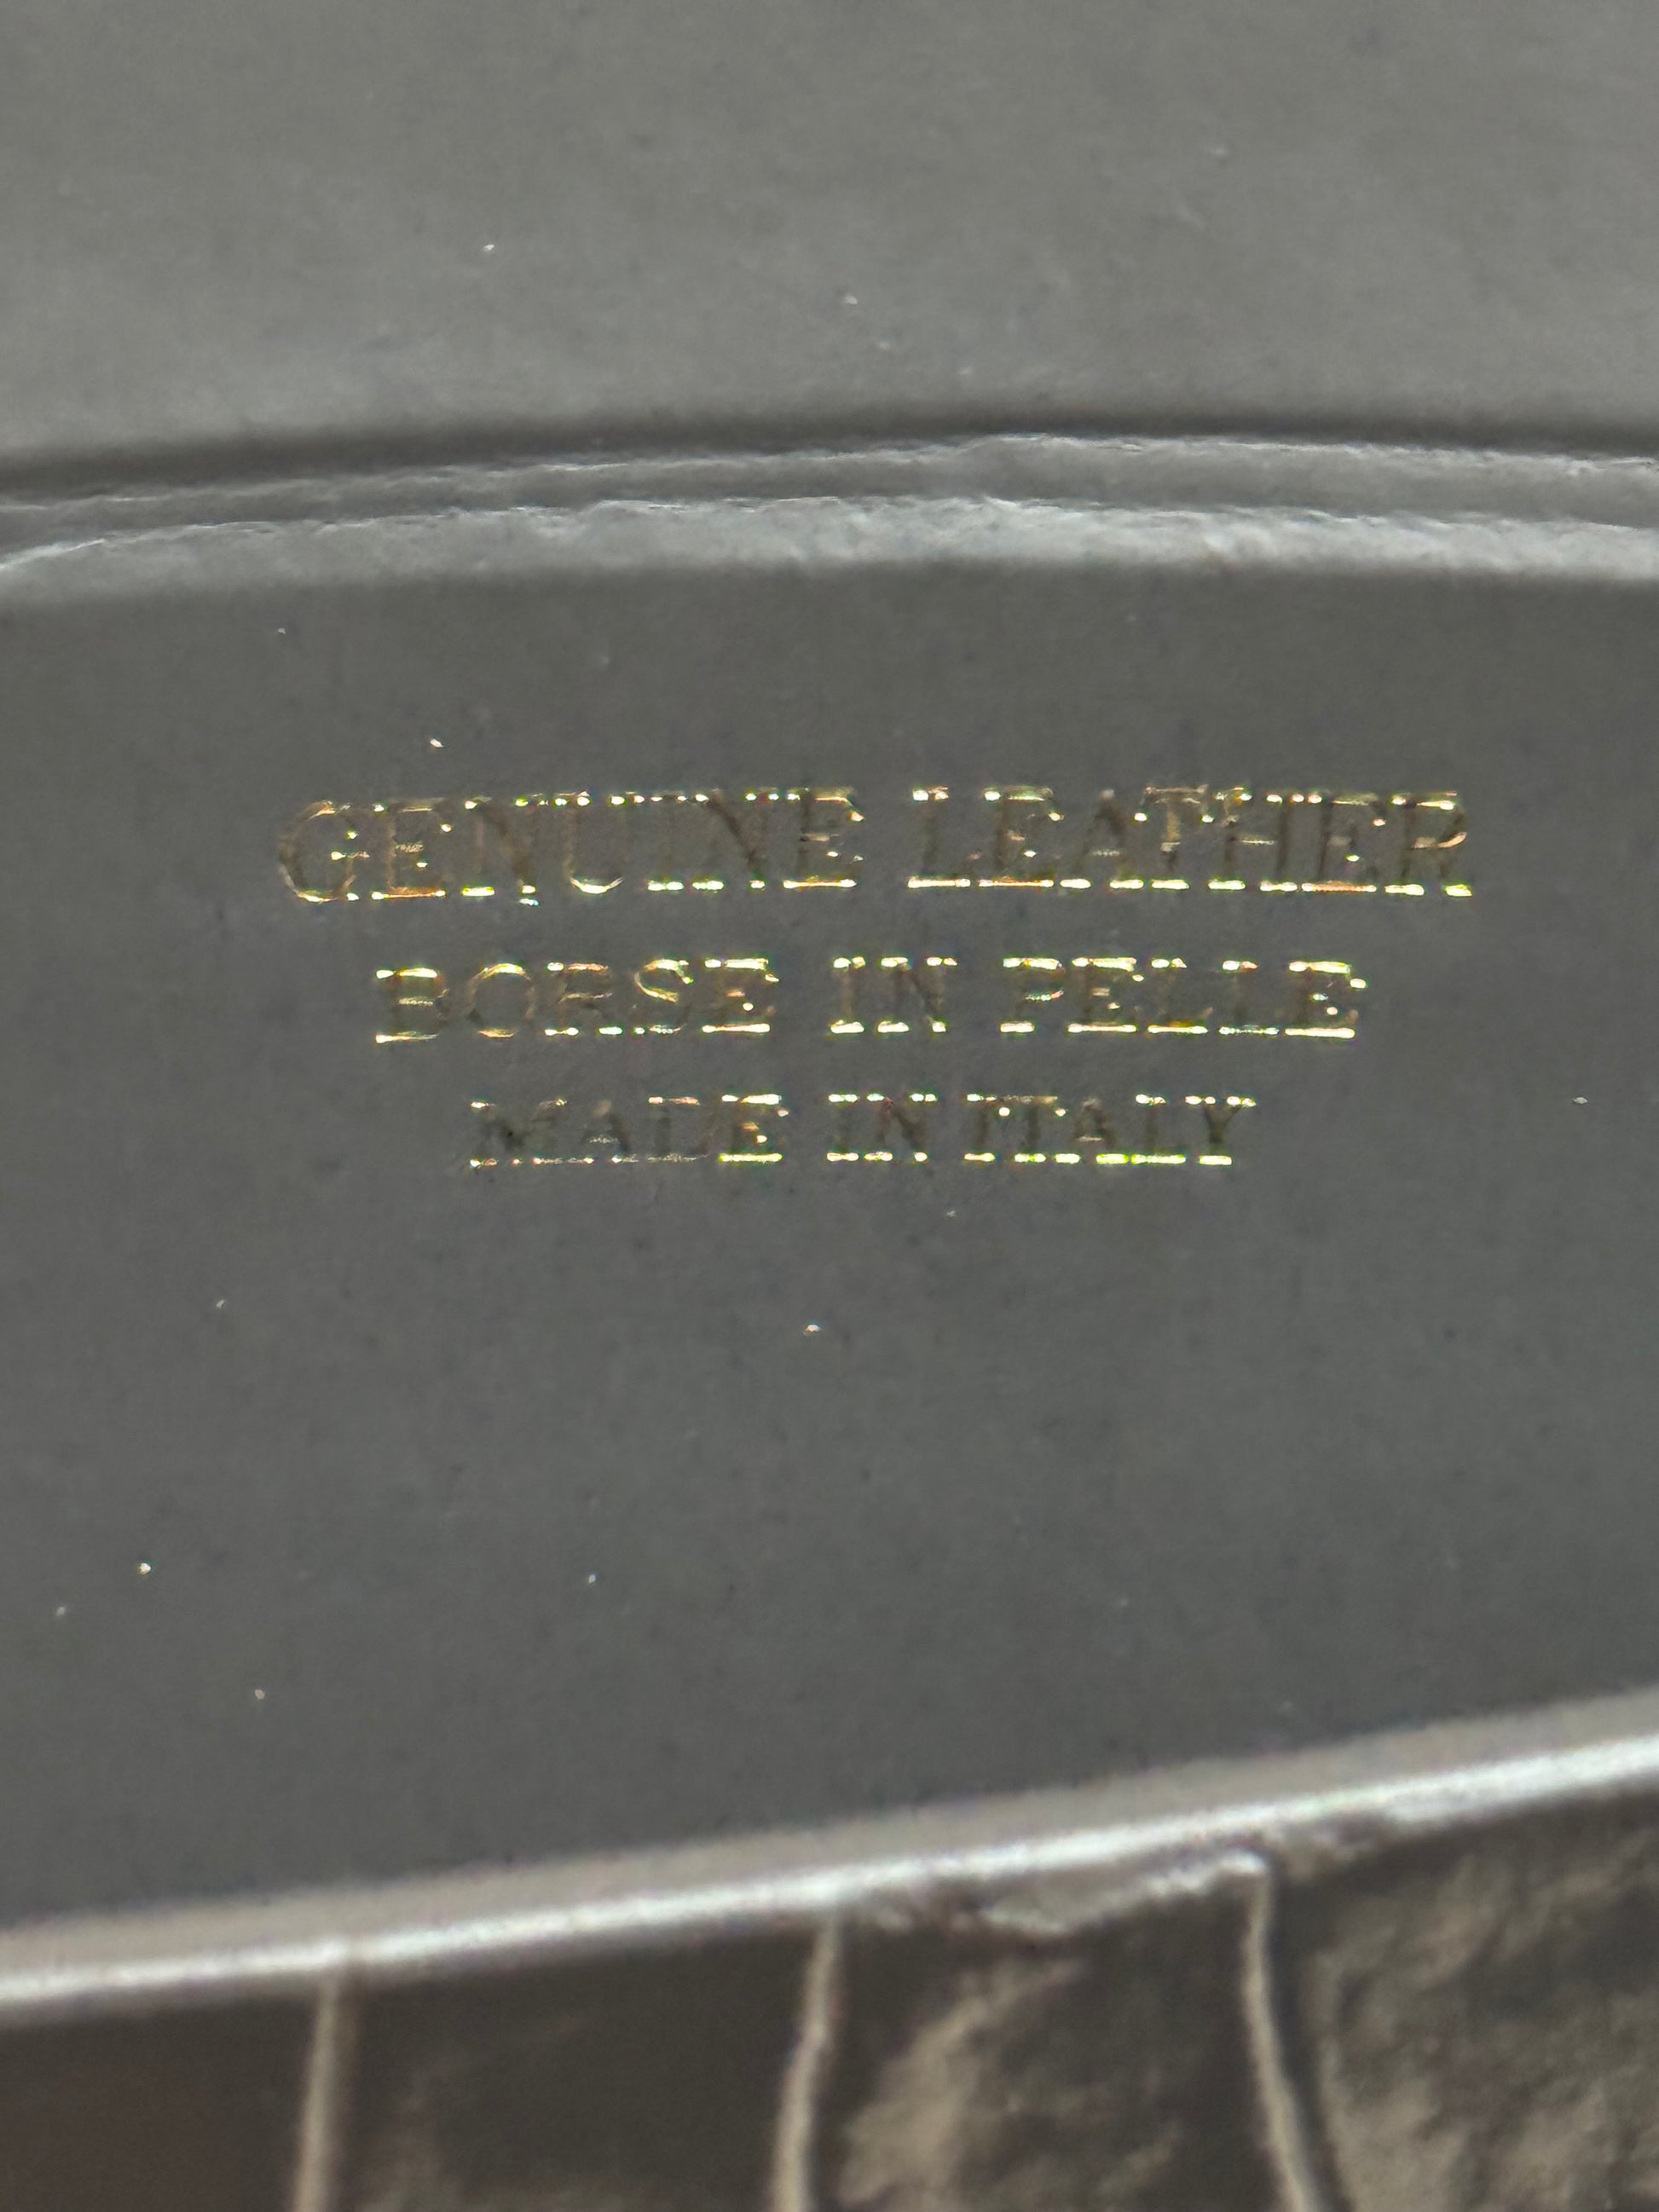 GENUINE LEATHER
BORSE IN PELLE
MADE IN ITALY